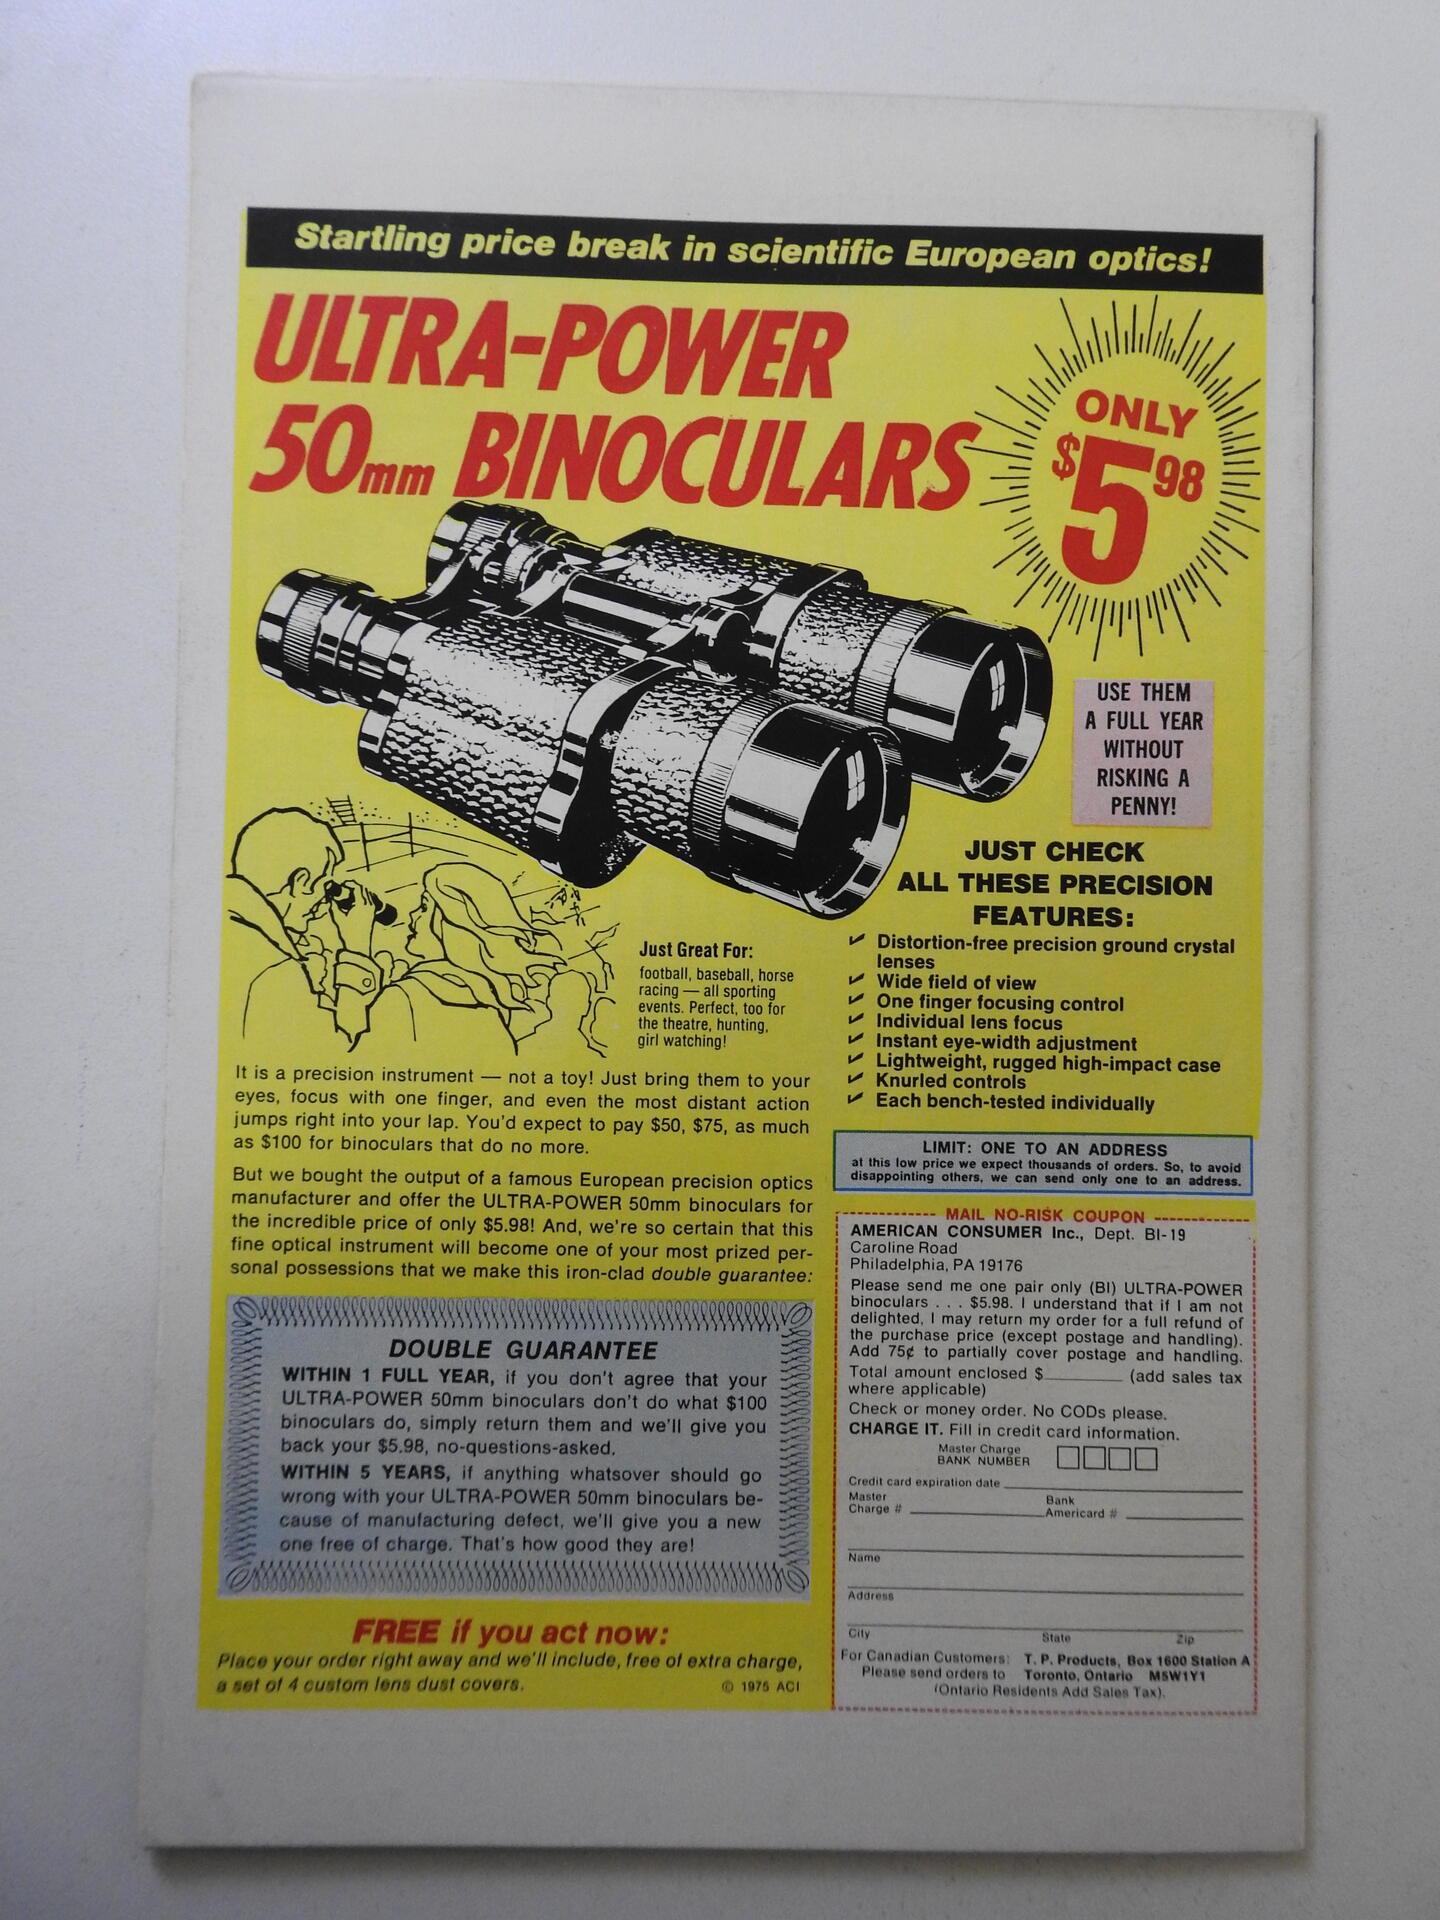 Startling price break in scientific European optics!
ULTRA-POWER
50mm BINOCULARS
ONLY
$5 98
USE THEM
A FULL YEAR
WITHOUT
RISKING A
PENNY!
JUST CHECK
ALL THESE PRECISION
FEATURES:
✓ Distortion-free precision ground crystal
lenses
✓ Wide field of view
✓ One finger focusing control
✓ Individual lens focus
✓ Instant eye-width adjustment
✓ Lightweight, rugged high-impact case
✓ Knurled controls
✓ Each bench-tested individually
Just Great For:
football, baseball, horse
racing — all sporting
events. Perfect, too for
the theatre, hunting,
girl watching!
It is a precision instrument — not a toy! Just bring them to your
eyes, focus with one finger, and even the most distant action
jumps right into your lap. You'd expect to pay $50, $75, as much
as $100 for binoculars that do no more.
But we bought the output of a famous European precision optics
manufacturer and offer the ULTRA-POWER 50mm binoculars for
the incredible price of only $5.98! And, we're so certain that this
fine optical instrument will become one of your most prized per-
sonal possessions that we make this iron-clad double guarantee:
DOUBLE GUARANTEE
WITHIN 1 FULL YEAR, if you don't agree that your
ULTRA-POWER 50mm binoculars don't do what $100
binoculars do, simply return them and we'll give you
back your $5.98, no-questions-asked.
WITHIN 5 YEARS, if anything whatsover should go
wrong with your ULTRA-POWER 50mm binoculars be-
cause of manufacturing defect, we'll give you a new
one free of charge. That's how good they are!
FREE if you act now:
Place your order right away and we'll include, free of extra charge,
a set of 4 custom lens dust covers.
© 1975 ACI
LIMIT: ONE TO AN ADDRESS
at this low price we expect thousands of orders. So, to avoid
disappointing others, we can send only one to an address.
MAIL NO-RISK COUPON
AMERICAN CONSUMER Inc., Dept. BI-19
Caroline Road
Philadelphia, PA 19176
Please send me one pair only (BI) ULTRA-POWER
binoculars . . . $5.98. I understand that if I am not
delighted, I may return my order for a full refund of
the purchase price (except postage and handling).
Add 75¢ to partially cover postage and handling.
Total amount enclosed $________ (add sales tax
where applicable)
Check or money order. No CODs please.
CHARGE IT. Fill in credit card information.
Master Charge
BANK NUMBER
Credit card expiration date
Master
Charge #
Bank
Americard #
Name
Address
City State Zip
For Canadian Customers: T. P. Products, Box 1600 Station A
Please send orders to Toronto, Ontario M5W1Y1
(Ontario Residents Add Sales Tax).